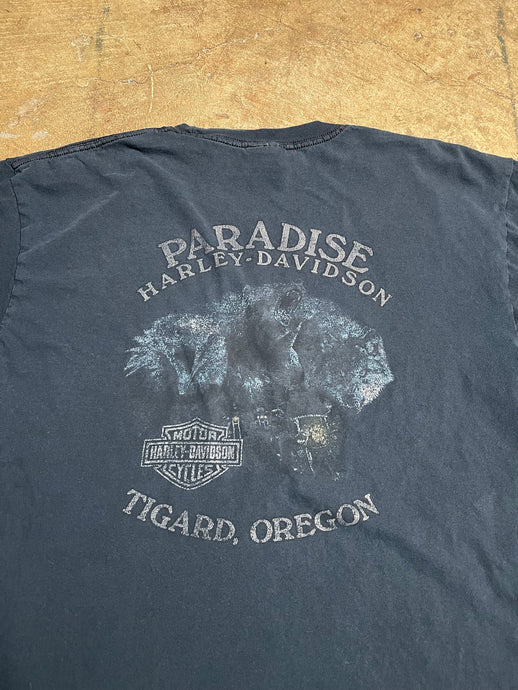 PARADISE
HARLEY-DAVIDSON
MOTOR
HARLEY-DAVIDSON
CYCLES
TIGARD, OREGON